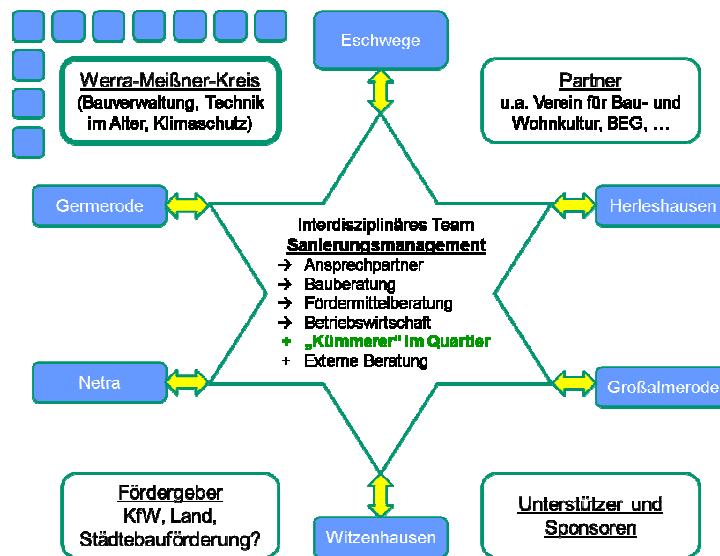 Eschwege
Werra-Meißner-Kreis
(Bauverwaltung, Technik
im Alter, Klimaschutz)
Partner
u.a. Verein für Bau- und
Wohnkultur, BEG, ...
Germerode
Herleshausen
Interdisziplinäres Team
Sanierungsmanagement
→ Ansprechpartner
→ Bauberatung
→ Fördermittelberatung
→ Betriebswirtschaft
+ „Kümmerer“ im Quartier
+ Externe Beratung
Netra
Großalmerode
Fördergeber
KfW, Land,
Städtebauförderung?
Witzenhausen
Unterstützer und
Sponsoren